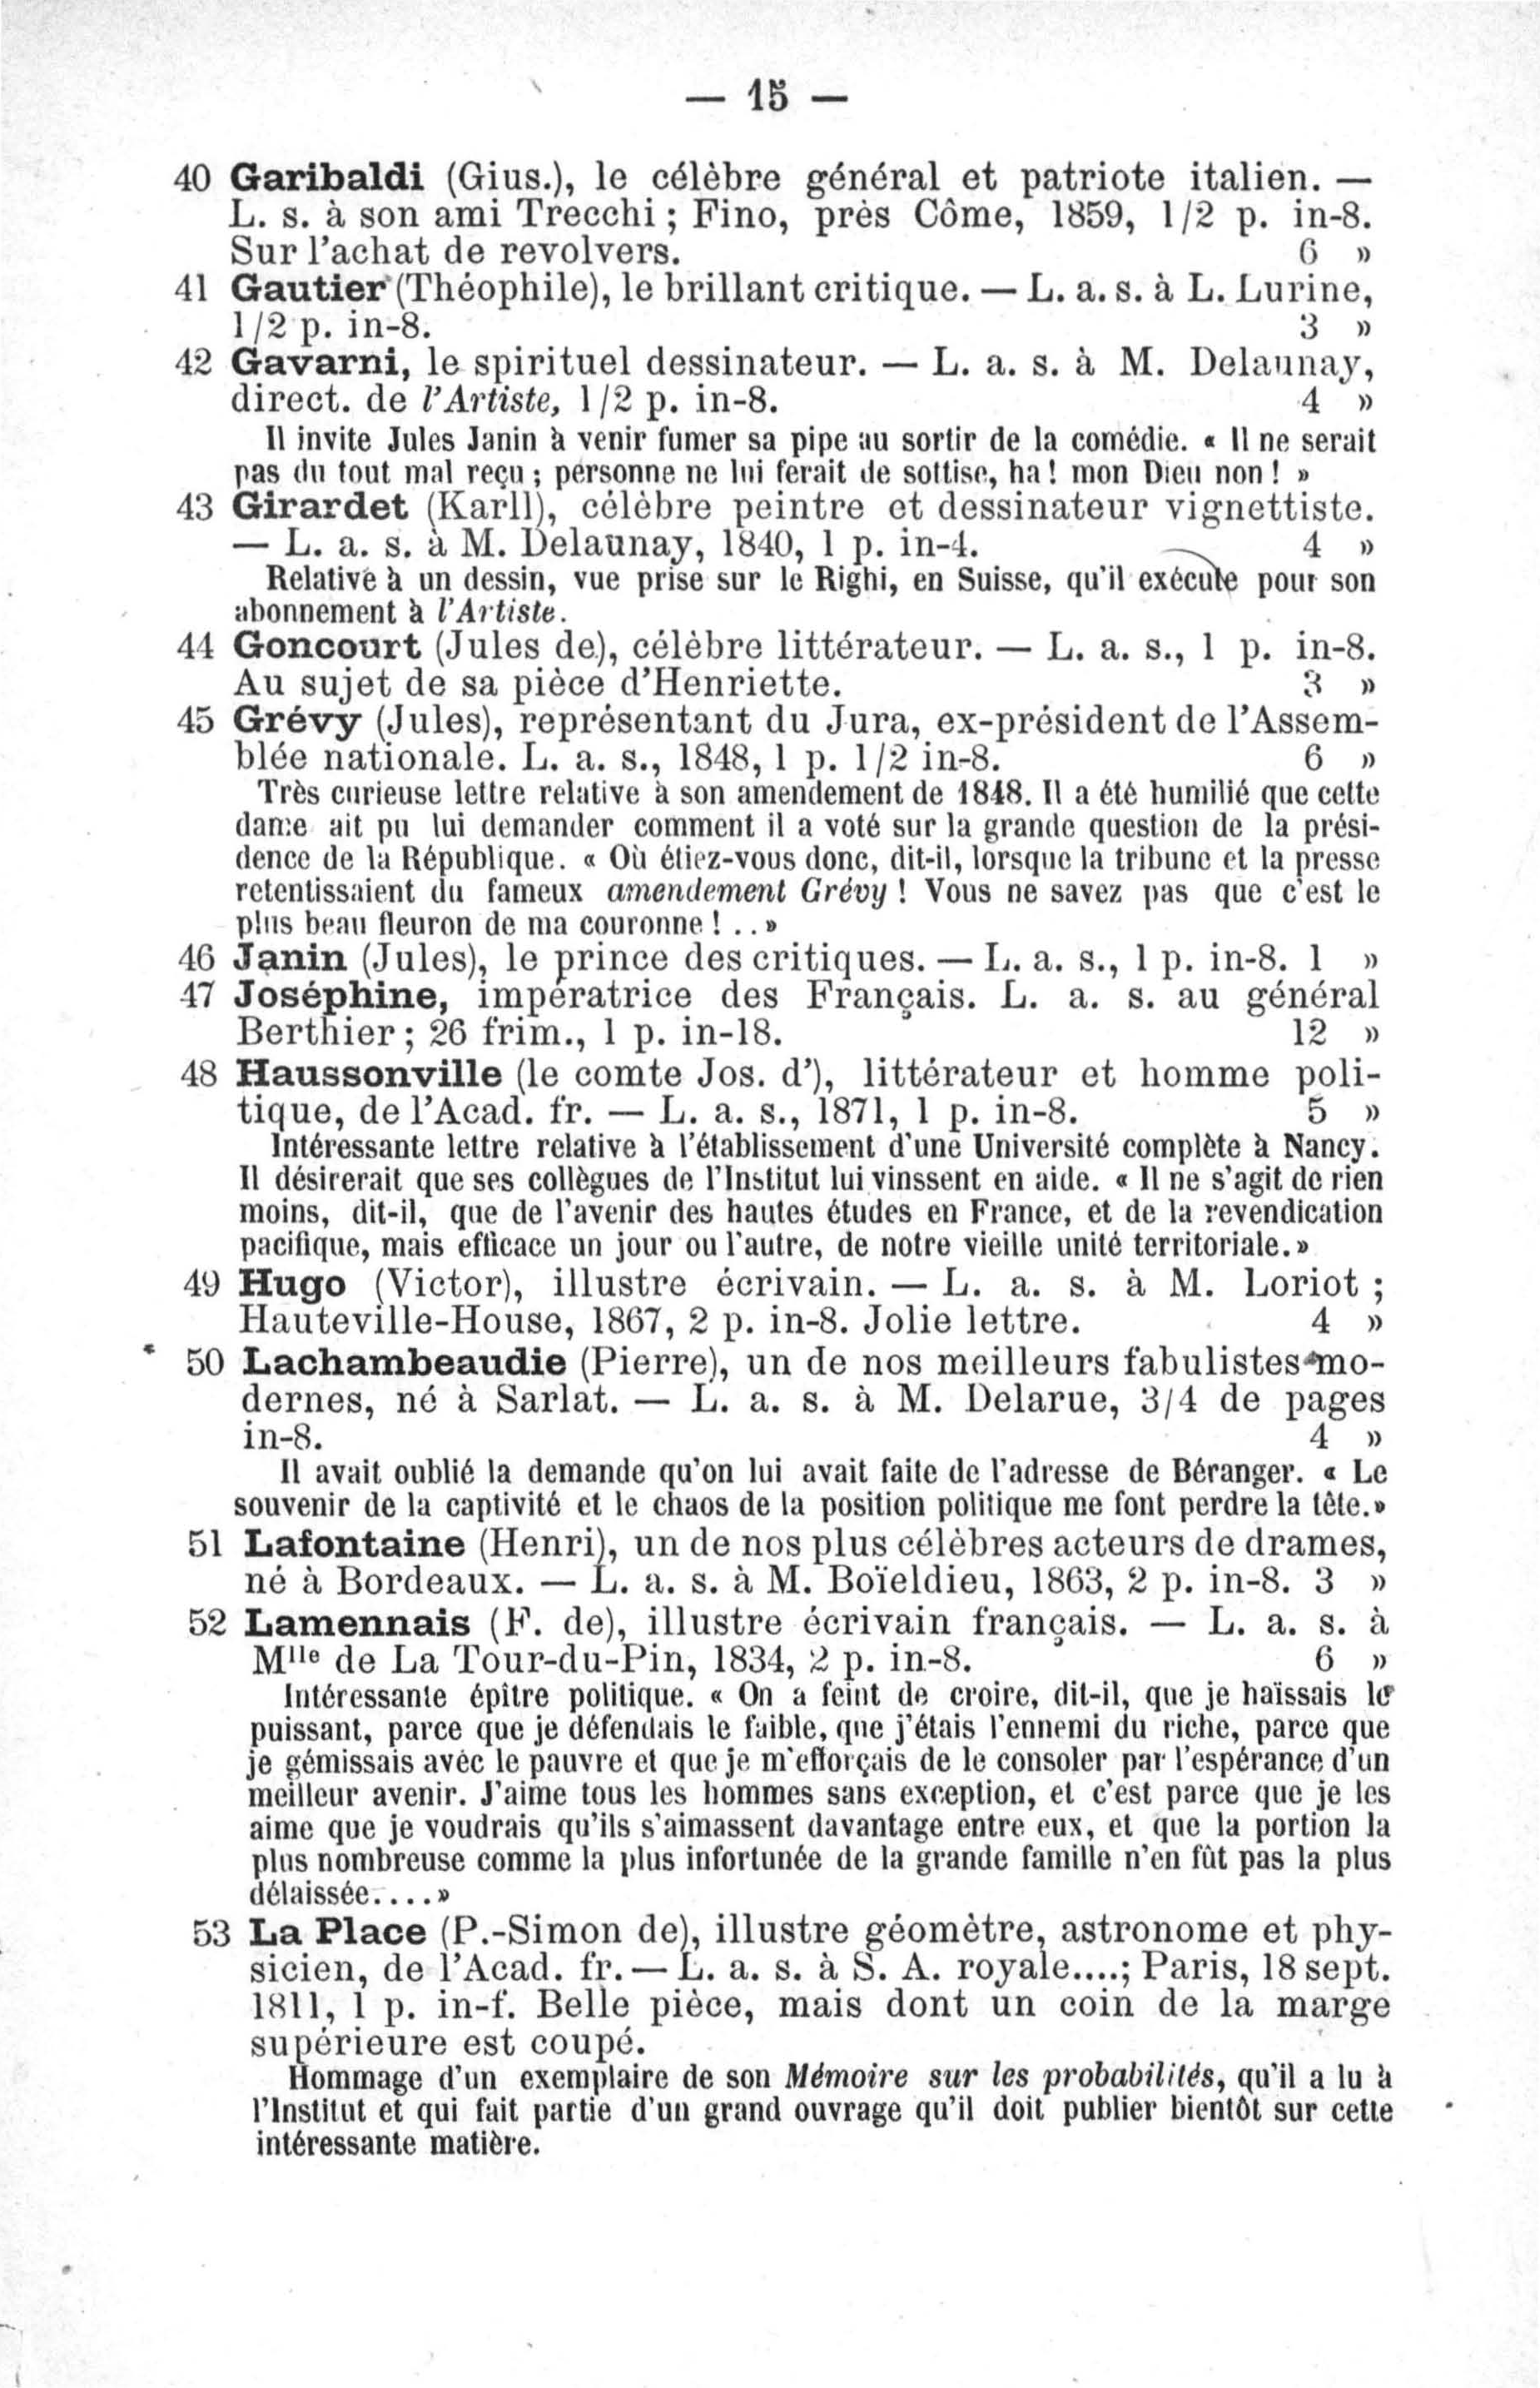 — 15 —
40 Garibaldi (Gius.), le célèbre général et patriote italien. —
L. s. à son ami Trecchi ; Fino, près Côme, 1859, 1/2 p. in-8.
Sur l'achat de revolvers. 6 »
41 Gautier (Théophile), le brillant critique. — L. a. s. à L. Lurine,
1/2 p. in-8. 3 »
42 Gavarni, le spirituel dessinateur. — L. a. s. à M. Delaunay,
direct. de l'Artiste, 1/2 p. in-8. 4 »
Il invite Jules Janin à venir fumer sa pipe au sortir de la comédie. « Il ne serait
pas du tout mal reçu ; personne ne lui ferait de sottise, ha ! mon Dieu non ! »
43 Girardet (Karll), célèbre peintre et dessinateur vignettiste.
— L. a. s. à M. Delaunay, 1840, 1 p. in-4. 4 »
Relative à un dessin, vue prise sur le Righi, en Suisse, qu'il exécute pour son
abonnement à l'Artiste.
44 Goncourt (Jules de), célèbre littérateur. — L. a. s., 1 p. in-8.
Au sujet de sa pièce d'Henriette. 3 »
45 Grévy (Jules), représentant du Jura, ex-président de l'Assem-
blée nationale. L. a. s., 1848, 1 p. 1/2 in-8. 6 »
Très curieuse lettre relative à son amendement de 1848. Il a été humilié que cette
dame ait pu lui demander comment il a voté sur la grande question de la prési-
dence de la République. « Où étiez-vous donc, dit-il, lorsque la tribune et la presse
retentissaient du fameux amendement Grévy ! Vous ne savez pas que c'est le
plus beau fleuron de ma couronne ! .. »
46 Janin (Jules), le prince des critiques. — L. a. s., 1 p. in-8. 1 »
47 Joséphine, impératrice des Français. L. a. s. au général
Berthier ; 26 frim., 1 p. in-18. 12 »
48 Haussonville (le comte Jos. d'), littérateur et homme poli-
tique, de l'Acad. fr. — L. a. s., 1871, 1 p. in-8. 5 »
Intéressante lettre relative à l'établissement d'une Université complète à Nancy.
Il désirerait que ses collègues de l'Institut lui vinssent en aide. « Il ne s'agit de rien
moins, dit-il, que de l'avenir des hautes études en France, et de la revendication
pacifique, mais efficace un jour ou l'autre, de notre vieille unité territoriale. »
49 Hugo (Victor), illustre écrivain. — L. a. s. à M. Loriot ;
Hauteville-House, 1867, 2 p. in-8. Jolie lettre. 4 »
50 Lachambeaudie (Pierre), un de nos meilleurs fabulistes mo-
dernes, né à Sarlat. — L. a. s. à M. Delarue, 3/4 de pages
in-8. 4 »
Il avait oublié la demande qu'on lui avait faite de l'adresse de Béranger. « Le
souvenir de la captivité et le chaos de la position politique me font perdre la tête. »
51 Lafontaine (Henri), un de nos plus célèbres acteurs de drames,
né à Bordeaux. — L. a. s. à M. Boïeldieu, 1863, 2 p. in-8. 3 »
52 Lamennais (F. de), illustre écrivain français. — L. a. s. à
Mlle de La Tour-du-Pin, 1834, 2 p. in-8. 6 »
Intéressante épître politique. « On a feint de croire, dit-il, que je haïssais le
puissant, parce que je défendais le faible, que j'étais l'ennemi du riche, parce que
je gémissais avec le pauvre et que je m'efforçais de le consoler par l'espérance d'un
meilleur avenir. J'aime tous les hommes sans exception, et c'est parce que je les
aime que je voudrais qu'ils s'aimassent davantage entre eux, et que la portion la
plus nombreuse comme la plus infortunée de la grande famille n'en fût pas la plus
délaissée.... »
53 La Place (P.-Simon de), illustre géomètre, astronome et phy-
sicien, de l'Acad. fr. — L. a. s. à S. A. royale....; Paris, 18 sept.
1811, 1 p. in-f. Belle pièce, mais dont un coin de la marge
supérieure est coupé.
Hommage d'un exemplaire de son Mémoire sur les probabilités, qu'il a lu à
l'Institut et qui fait partie d'un grand ouvrage qu'il doit publier bientôt sur cette
intéressante matière.